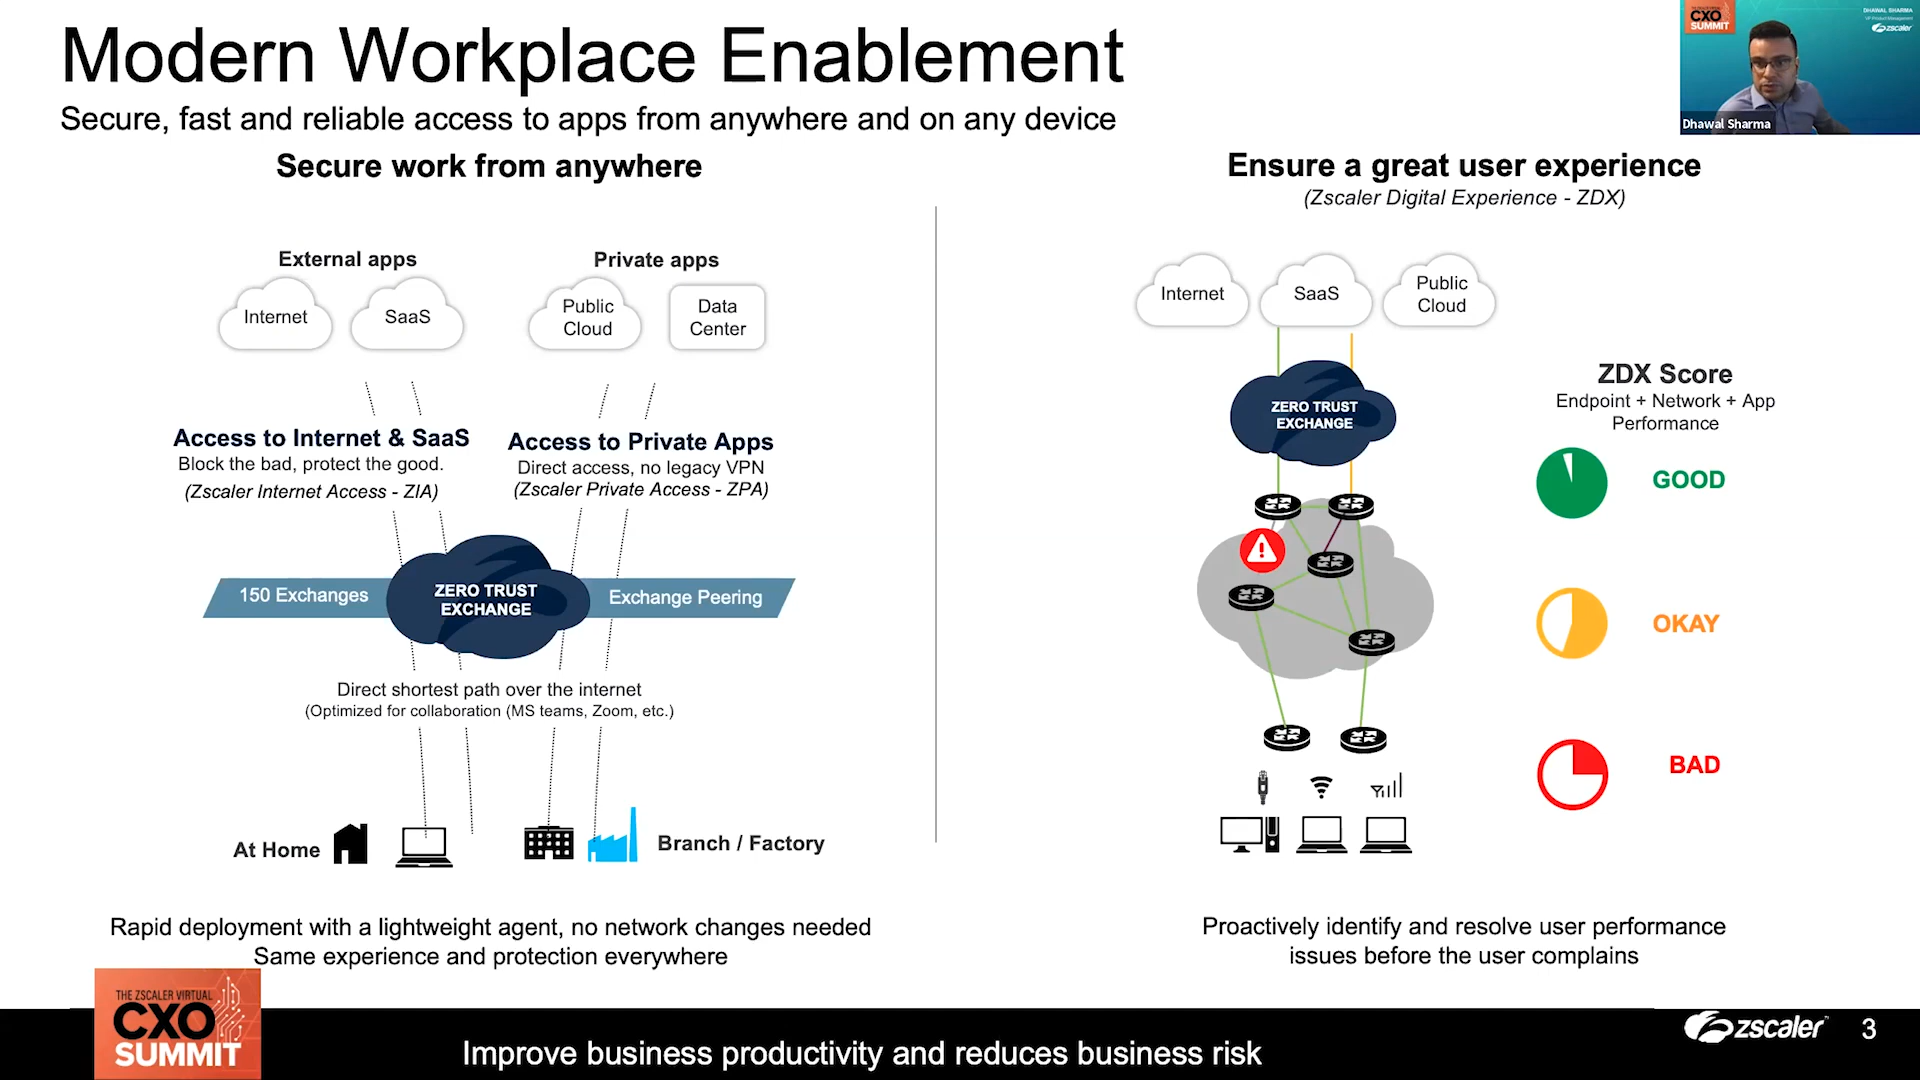 Modern Workplace Enablement
Secure, fast and reliable access to apps from anywhere and on any device
THE ZSCALER VIRTUAL
CXO
SUMMIT
DHAWAL SHARMA
VP Product Management
zscaler
Dhawal Sharma
Secure work from anywhere
External apps
Private apps
Internet
SaaS
Public
Cloud
Data
Center
Access to Internet & SaaS
Block the bad, protect the good.
(Zscaler Internet Access - ZIA)
Access to Private Apps
Direct access, no legacy VPN
(Zscaler Private Access - ZPA)
150 Exchanges
ZERO TRUST
EXCHANGE
Exchange Peering
Direct shortest path over the internet
(Optimized for collaboration (MS teams, Zoom, etc.)
At Home
Branch / Factory
Rapid deployment with a lightweight agent, no network changes needed
Same experience and protection everywhere
Ensure a great user experience
(Zscaler Digital Experience - ZDX)
Internet
SaaS
Public
Cloud
ZERO TRUST
EXCHANGE
ZDX Score
Endpoint + Network + App
Performance
GOOD
OKAY
BAD
Proactively identify and resolve user performance
issues before the user complains
THE ZSCALER VIRTUAL
CXO
SUMMIT
Improve business productivity and reduces business risk
zscaler
3